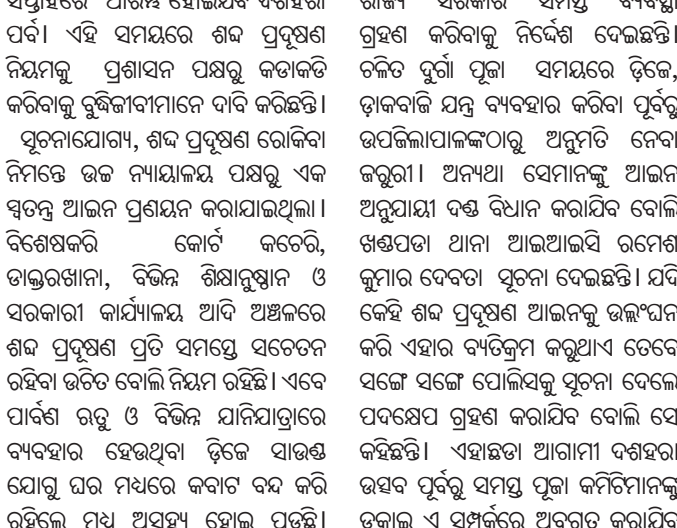 ସପ୍ତାହରେ ଆରମ୍ଭ ହୋଇଯିବ ଦଶହରା
ପର୍ବ। ଏହି ସମୟରେ ଶବ୍ଦ ପ୍ରଦୂଷଣ
ନିୟମକୁ ପ୍ରଶାସନ ପକ୍ଷରୁ କଡାକଡି
କରିବାକୁ ବୁଦ୍ଧିଜୀବୀମାନେ ଦାବି କରିଛନ୍ତି।
ସୂଚନାଯୋଗ୍ୟ, ଶବ୍ଦ ପ୍ରଦୂଷଣ ରୋକିବା
ନିମନ୍ତେ ଉଚ୍ଚ ନ୍ୟାୟାଳୟ ପକ୍ଷରୁ ଏକ
ସ୍ୱତନ୍ତ୍ର ଆଇନ ପ୍ରଣୟନ କରାଯାଇଥିଲା।
ବିଶେଷକରି କୋର୍ଟ କଚେରି,
ଡାକ୍ତରଖାନା, ବିଭିନ୍ନ ଶିକ୍ଷାନୁଷ୍ଠାନ ଓ
ସରକାରୀ କାର୍ଯ୍ୟାଳୟ ଆଦି ଅଞ୍ଚଳରେ
ଶବ୍ଦ ପ୍ରଦୂଷଣ ପ୍ରତି ସମସ୍ତେ ସଚେତନ
ରହିବା ଉଚିତ ବୋଲି ନିୟମ ରହିଛି। ଏବେ
ପାର୍ବଣ ଋତୁ ଓ ବିଭିନ୍ନ ଯାନିଯାତ୍ରାରେ
ବ୍ୟବହାର ହେଉଥିବା ଡ଼ିଜେ ସାଉଣ୍ଡ
ଯୋଗୁ ଘର ମଧ୍ୟରେ କବାଟ ବନ୍ଦ କରି
ରହିଲେ ମଧ୍ୟ ଅସହ୍ୟ ହୋଇ ପଡୁଛି।
ରାଜ୍ୟ ସରକାର ସମସ୍ତ ବ୍ୟବସ୍ଥା
ଗ୍ରହଣ କରିବାକୁ ନିର୍ଦ୍ଦେଶ ଦେଇଛନ୍ତି।
ଚଳିତ ଦୁର୍ଗା ପୂଜା ସମୟରେ ଡ଼ିଜେ,
ଡ଼ାକବାଜି ଯନ୍ତ୍ର ବ୍ୟବହାର କରିବା ପୂର୍ବରୁ
ଉପଜିଲାପାଳଙ୍କଠାରୁ ଅନୁମତି ନେବା
ଜରୁରୀ। ଅନ୍ୟଥା ସେମାନଙ୍କୁ ଆଇନ
ଅନୁଯାୟୀ ଦଣ୍ଡ ବିଧାନ କରାଯିବ ବୋଲି
ଖଣ୍ଡପଡା ଥାନା ଆଇଆଇସି ରମେଶ
କୁମାର ଦେବତା ସୂଚନା ଦେଇଛନ୍ତି। ଯଦି
କେହି ଶବ୍ଦ ପ୍ରଦୂଷଣ ଆଇନକୁ ଉଲ୍ଲଂଘନ
କରି ଏହାର ବ୍ୟତିକ୍ରମ କରୁଥାଏ ତେବେ
ସଙ୍ଗେ ସଙ୍ଗେ ପୋଲିସକୁ ସୂଚନା ଦେଲେ
ପଦକ୍ଷେପ ଗ୍ରହଣ କରାଯିବ ବୋଲି ସେ
କହିଛନ୍ତି। ଏହାଛଡା ଆଗାମୀ ଦଶହରା
ଉତ୍ସବ ପୂର୍ବରୁ ସମସ୍ତ ପୂଜା କମିଟିମାନଙ୍କୁ
ଡକାଇ ଏ ସମ୍ପର୍କରେ ଅବଗତ କରାଯିବ